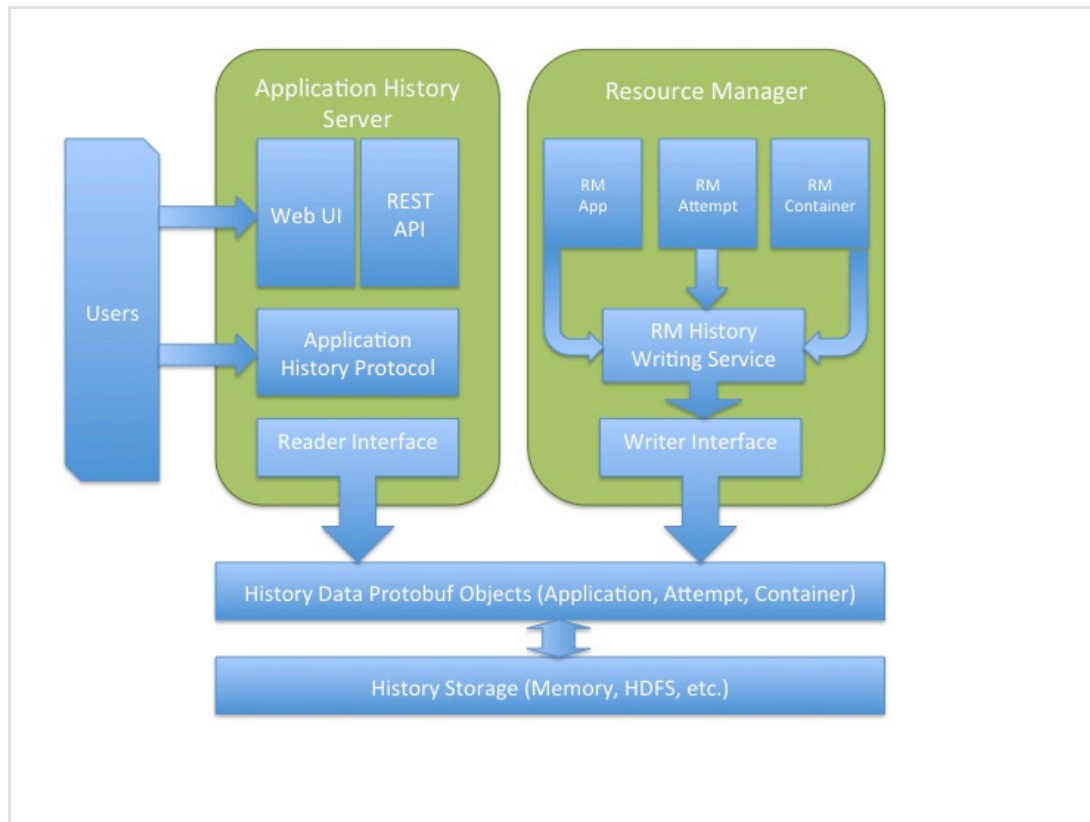 Application History
Server
Resource Manager
Users
Web UI
REST
API
RM
App
RM
Attempt
RM
Container
Application
History Protocol
RM History
Writing Service
Reader Interface
Writer Interface
History Data Protobuf Objects (Application, Attempt, Container)
History Storage (Memory, HDFS, etc.)